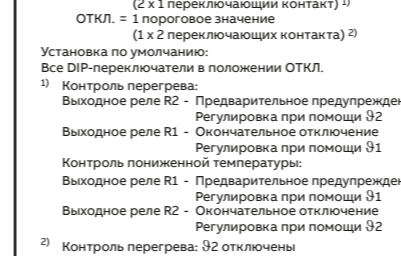 (2 x 1 переключающий контакт) 1)
ОТКЛ. = 1 пороговое значение
(1 x 2 переключающих контакта) 2)
Установка по умолчанию:
Все DIP-переключатели в положении ОТКЛ.
1) Контроль перегрева:
Выходное реле R2 - Предварительное
Регулировка при помощи ϑ2
Выходное реле R1 - Окончательное отключение
Регулировка при помощи ϑ1
Контроль пониженной температуры:
Выходное реле R1 - Предварительное
Регулировка при помощи ϑ1
Выходное реле R2 - Окончательное отключение
Регулировка при помощи ϑ2
2) Контроль перегрева: ϑ2 отключены